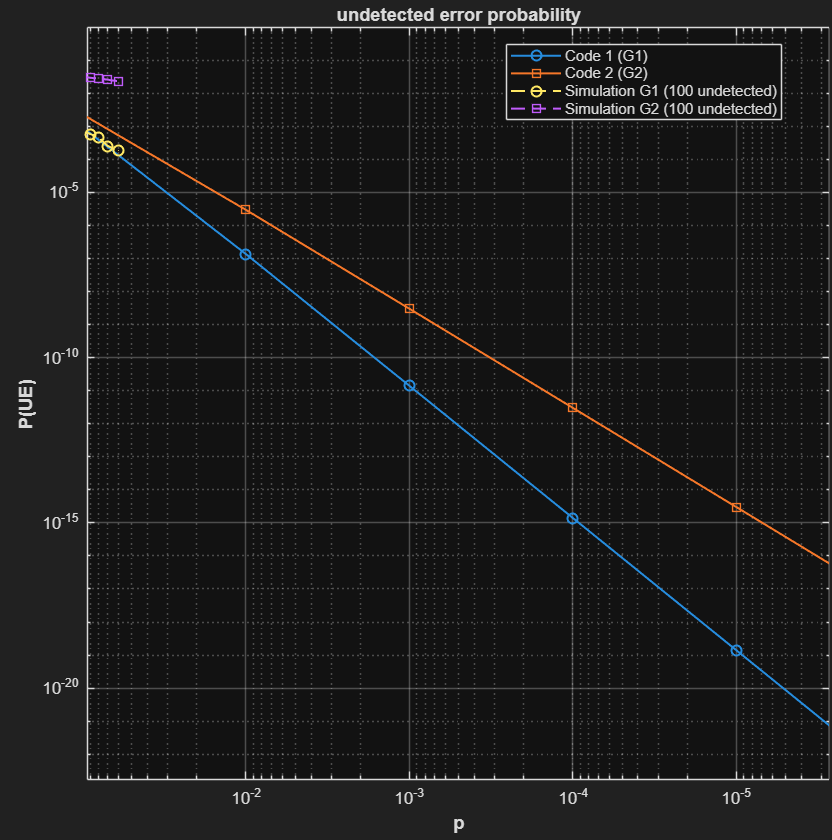 undetected error probability
Code 1 (G1)
Code 2 (G2)
Simulation G1 (100 undetected)
Simulation G2 (100 undetected)
P(UE)
10^-5
10^-10
10^-15
10^-20
10^-2 10^-3 10^-4 10^-5
p